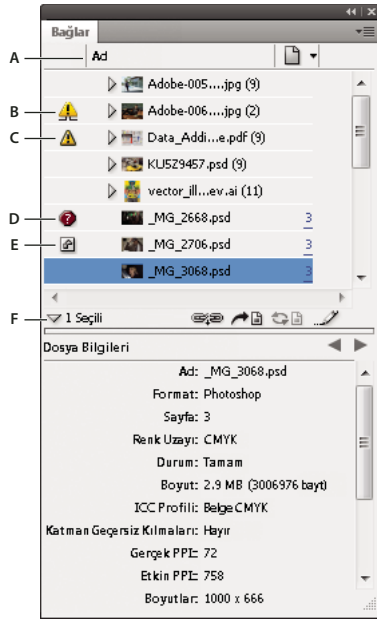 Bağlar
A
Ad
Adobe-005....jpg (9)
B
Adobe-006....jpg (2)
C
Data_Addi...e.pdf (9)
KU5Z9457.psd (9)
vector_ill...ev.ai (11)
D
_MG_2668.psd 3
E
_MG_2706.psd 3
_MG_3068.psd 3
F
1 Seçili
Dosya Bilgileri
Ad: _MG_3068.psd
Format: Photoshop
Sayfa: 3
Renk Uzayı: CMYK
Durum: Tamam
Boyut: 2.9 MB (3006976 bayt)
ICC Profili: Belge CMYK
Katman Geçersiz Kılmaları: Hayır
Gerçek PPI: 72
Etkin PPI: 758
Boyutlar: 1000 x 666